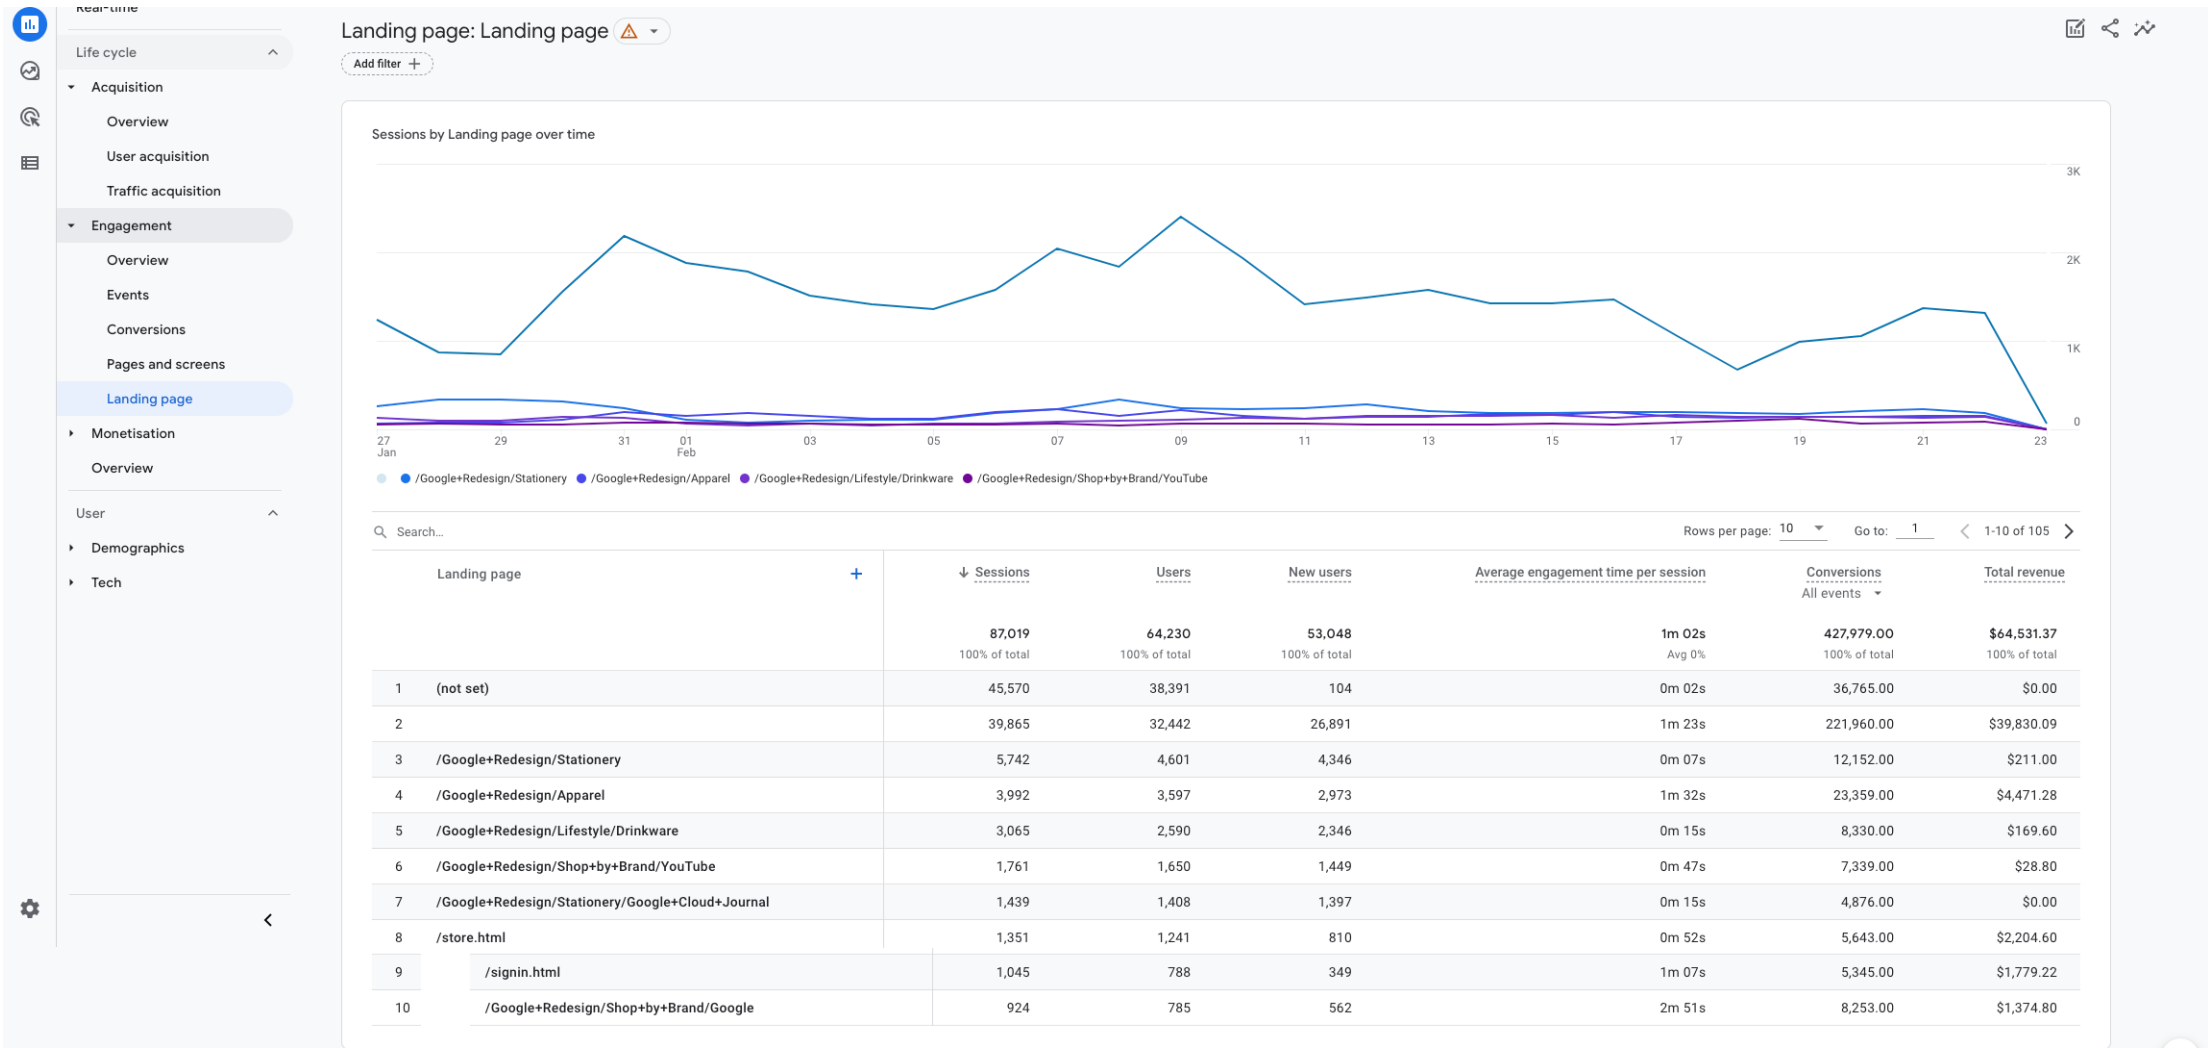 Real-time
Life cycle
Acquisition
Overview
User acquisition
Traffic acquisition
Engagement
Overview
Events
Conversions
Pages and screens
Landing page
Monetisation
Overview
User
Demographics
Tech
Landing page: Landing page
Add filter +
Sessions by Landing page over time
3K
2K
1K
0
27 29 31 01 03 05 07 09 11 13 15 17 19 21 23
Jan Feb
/Google+Redesign/Stationery /Google+Redesign/Apparel /Google+Redesign/Lifestyle/Drinkware /Google+Redesign/Shop+by+Brand/YouTube
Search... Rows per page: 10 Go to: 1 1-10 of 105
Landing page + Sessions Users New users Average engagement time per session Conversions Total revenue
All events
87,019 64,230 53,048 1m 02s 427,979.00 $64,531.37
100% of total 100% of total 100% of total Avg 0% 100% of total 100% of total
1 (not set) 45,570 38,391 104 0m 02s 36,765.00 $0.00
2 39,865 32,442 26,891 1m 23s 221,960.00 $39,830.09
3 /Google+Redesign/Stationery 5,742 4,601 4,346 0m 07s 12,152.00 $211.00
4 /Google+Redesign/Apparel 3,992 3,597 2,973 1m 32s 23,359.00 $4,471.28
5 /Google+Redesign/Lifestyle/Drinkware 3,065 2,590 2,346 0m 15s 8,330.00 $169.60
6 /Google+Redesign/Shop+by+Brand/YouTube 1,761 1,650 1,449 0m 47s 7,339.00 $28.80
7 /Google+Redesign/Stationery/Google+Cloud+Journal 1,439 1,408 1,397 0m 15s 4,876.00 $0.00
8 /store.html 1,351 1,241 810 0m 52s 5,643.00 $2,204.60
9 /signin.html 1,045 788 349 1m 07s 5,345.00 $1,779.22
10 /Google+Redesign/Shop+by+Brand/Google 924 785 562 2m 51s 8,253.00 $1,374.80